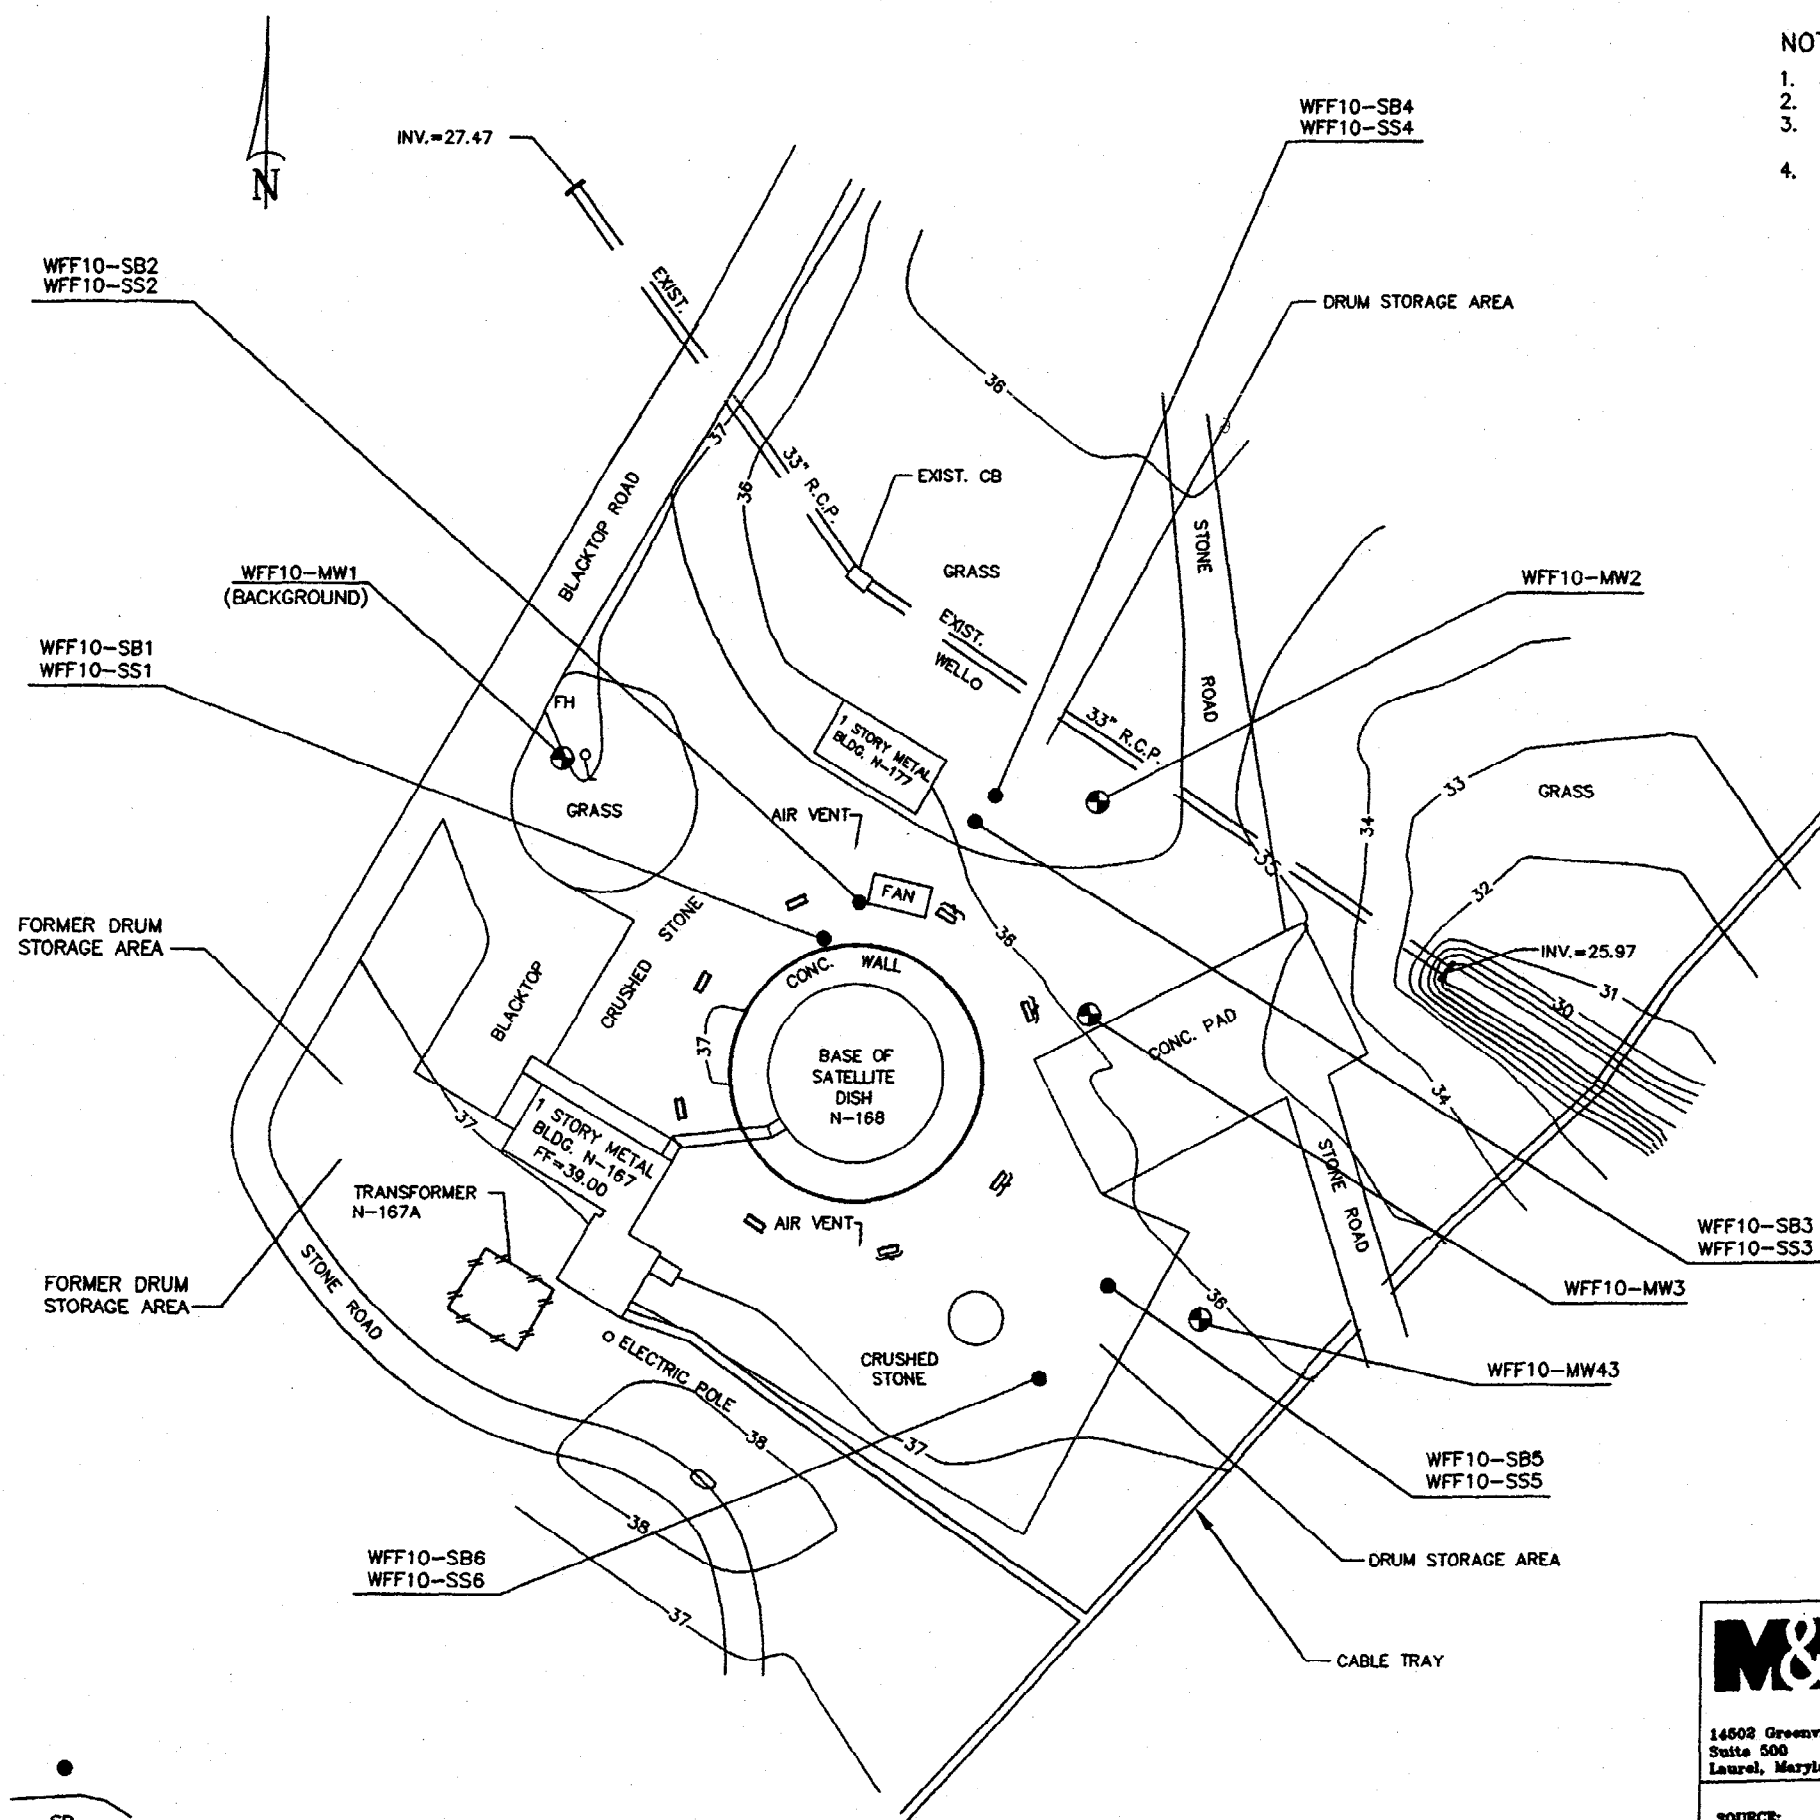 NOT
1.
2.
3.
4.
N
INV.=27.47
WFF10-SB4
WFF10-SS4
WFF10-SB2
WFF10-SS2
EXIST.
DRUM STORAGE AREA
36
37
33" R.C.P.
36
EXIST. CB
BLACKTOP ROAD
STONE ROAD
GRASS
WFF10-MW1
(BACKGROUND)
WFF10-MW2
EXIST.
WELL
WFF10-SB1
WFF10-SS1
FH
33" R.C.P.
1 STORY METAL
BLDG. N-177
GRASS
AIR VENT
33
GRASS
34
35
32
FAN
FORMER DRUM
STORAGE AREA
CRUSHED STONE
BLACKTOP
CONC. WALL
36
INV.=25.97
31
30
CONC. PAD
37
BASE OF
SATELLITE
DISH
N-168
34
37
1 STORY METAL
BLDG. N-167
FF=39.00
STONE ROAD
TRANSFORMER
N-167A
AIR VENT
WFF10-SB3
WFF10-SS3
FORMER DRUM
STORAGE AREA
STONE ROAD
WFF10-MW3
36
ELECTRIC POLE
CRUSHED
STONE
WFF10-MW43
38
37
WFF10-SB5
WFF10-SS5
38
WFF10-SB6
WFF10-SS6
DRUM STORAGE AREA
37
CABLE TRAY
M&
14502 Greenv
Suite 500
Laurel, Maryl
SOURCE: